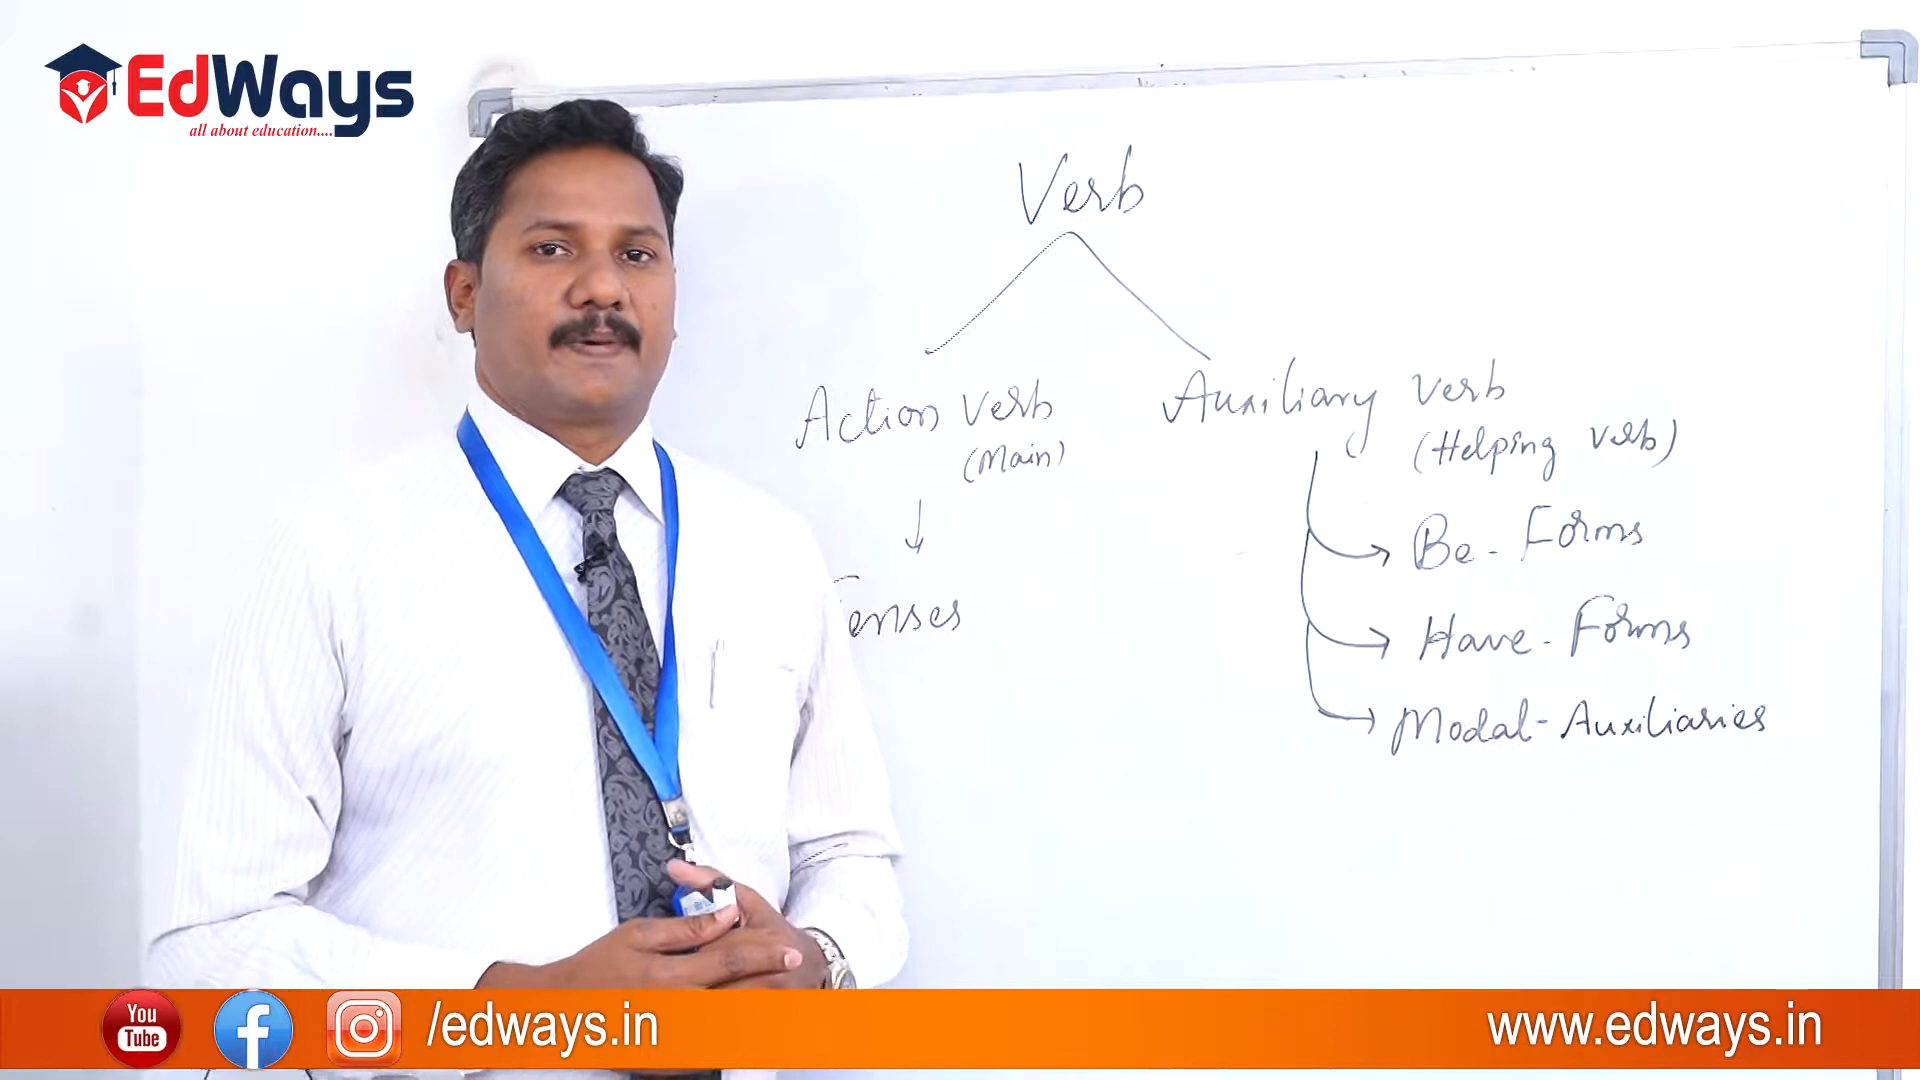 EdWays
all about education....
Verb
Action Verb
(Main)
Auxiliary Verb
(Helping Verb)
Tenses
Be - Forms
Have - Forms
Modal - Auxiliaries
You
Tube
/edways.in
www.edways.in